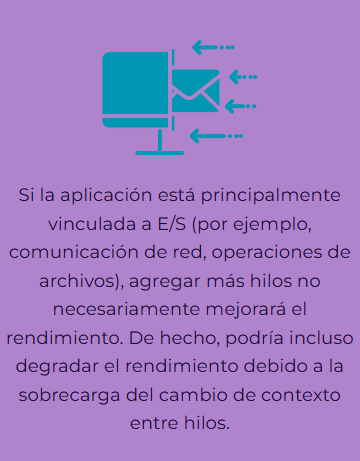 Si la aplicación está principalmente
vinculada a E/S (por ejemplo,
comunicación de red, operaciones de
archivos), agregar más hilos no
necesariamente mejorará el
rendimiento. De hecho, podría incluso
degradar el rendimiento debido a la
sobrecarga del cambio de contexto
entre hilos.